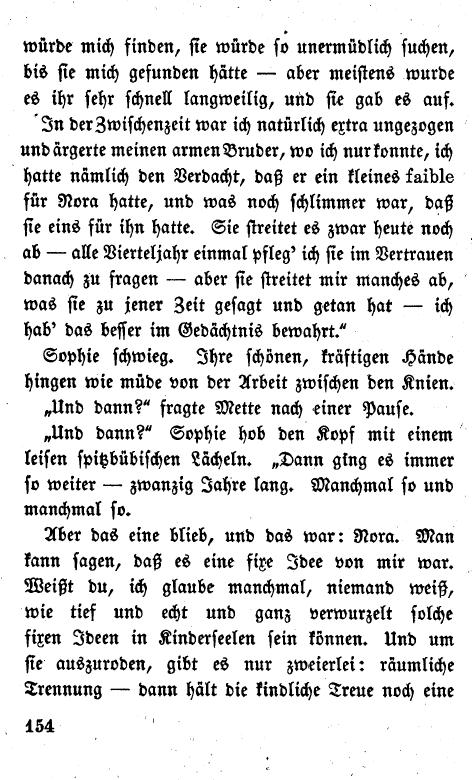 würde mich finden, sie würde so unermüdlich suchen,
bis sie mich gefunden hätte — aber meistens wurde
es ihr sehr schnell langweilig, und sie gab es auf.
In der Zwischenzeit war ich natürlich extra ungezogen
und ärgerte meinen armen Bruder, wo ich nur konnte, ich
hatte nämlich den Verdacht, daß er ein kleines faible
für Nora hatte, und was noch schlimmer war, daß
sie eins für ihn hatte. Sie streitet es zwar heute noch
ab — alle Vierteljahr einmal pfleg' ich sie im Vertrauen
danach zu fragen — aber sie streitet mir manches ab,
was sie zu jener Zeit gesagt und getan hat — ich
hab' das besser im Gedächtnis bewahrt.“
Sophie schwieg. Ihre schönen, kräftigen Hände
hingen wie müde von der Arbeit zwischen den Knien.
„Und dann?“ fragte Mette nach einer Pause.
„Und dann?“ Sophie hob den Kopf mit einem
leisen spitzbübischen Lächeln. „Dann ging es immer
so weiter — zwanzig Jahre lang. Manchmal so und
manchmal so.
Aber das eine blieb, und das war: Nora. Man
kann sagen, daß es eine fixe Idee von mir war.
Weißt du, ich glaube manchmal, niemand weiß,
wie tief und echt und ganz verwurzelt solche
fixen Ideen in Kinderseelen sein können. Und um
sie auszuroden, gibt es nur zweierlei: räumliche
Trennung — dann hält die kindliche Treue noch eine
154